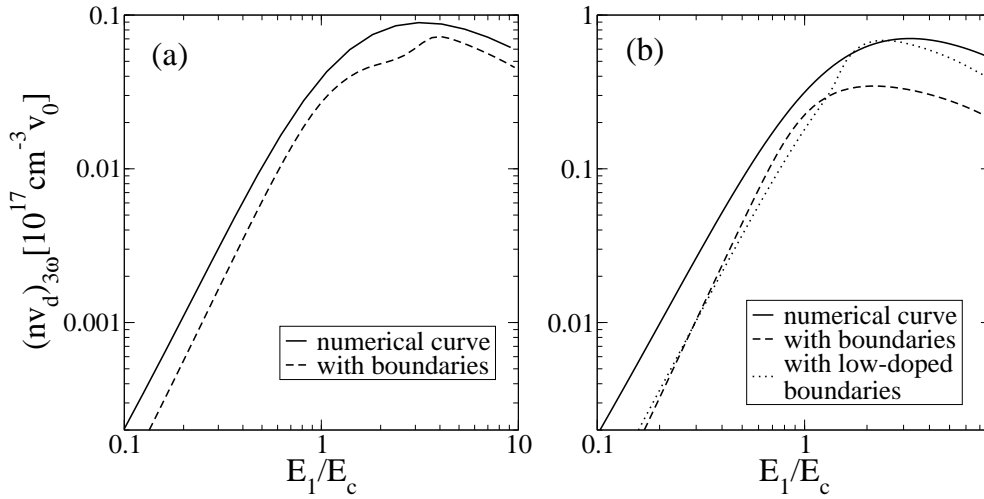 (nv_d)_3ω [10^17 cm^-3 v_0]
0.1
0.01
0.001
(a)
numerical curve
with boundaries
0.1
1
10
E_1/E_c
1
0.1
0.01
(b)
numerical curve
with boundaries
with low-doped
boundaries
0.1
1
E_1/E_c